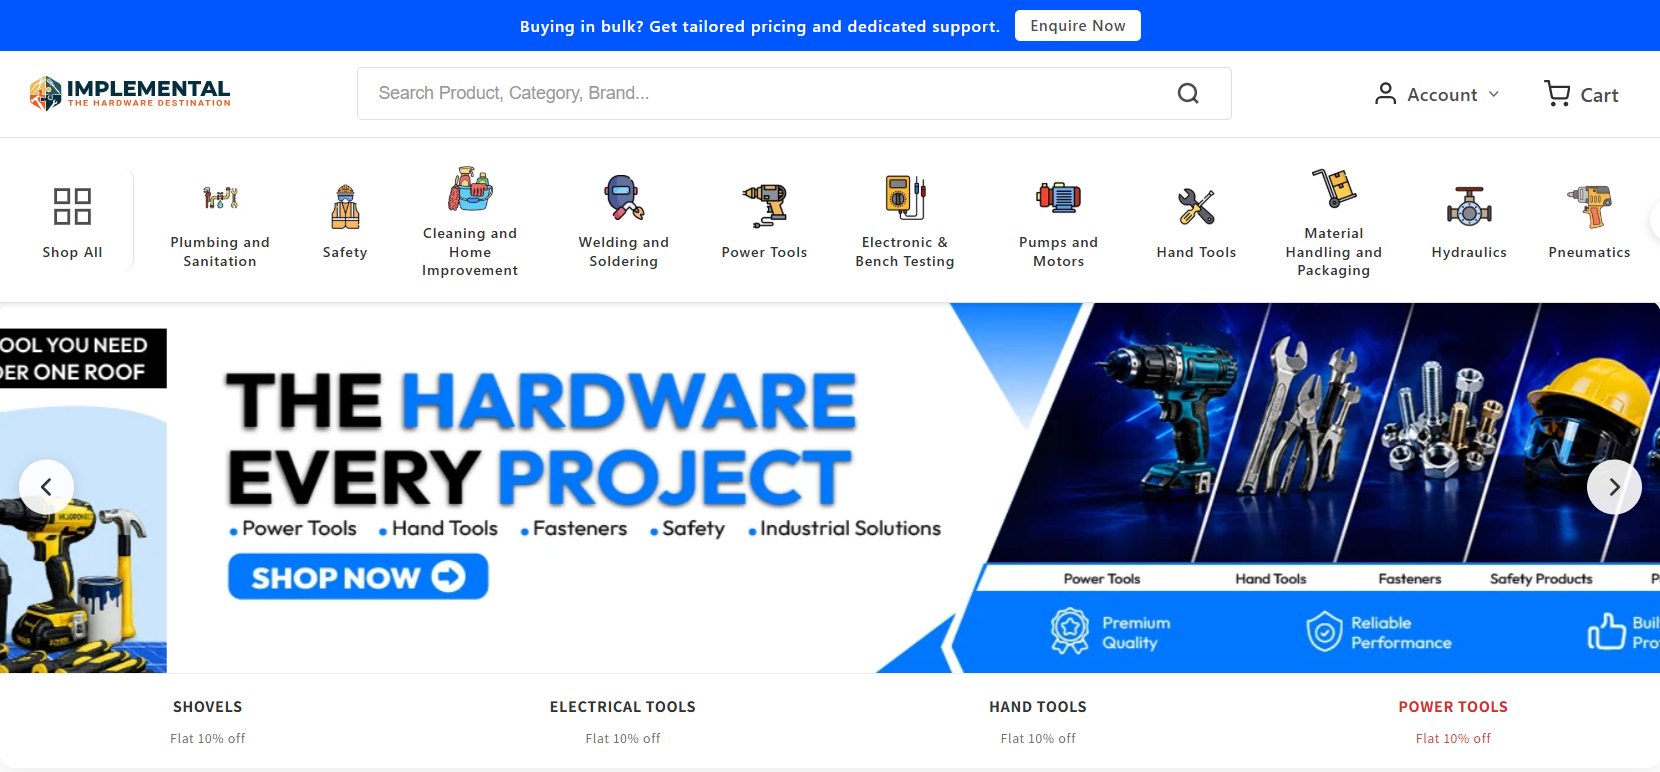 Buying in bulk? Get tailored pricing and dedicated support. Enquire Now
IMPLEMENTAL
THE HARDWARE DESTINATION
Search Product, Category, Brand...
Account
Cart
Shop All
Plumbing and
Sanitation
Safety
Cleaning and
Home
Improvement
Welding and
Soldering
Power Tools
Electronic &
Bench Testing
Pumps and
Motors
Hand Tools
Material
Handling and
Packaging
Hydraulics
Pneumatics
OOL YOU NEED
DER ONE ROOF
THE HARDWARE
EVERY PROJECT
• Power Tools • Hand Tools • Fasteners • Safety • Industrial Solutions
SHOP NOW
Power Tools Hand Tools Fasteners Safety Products
Premium
Quality
Reliable
Performance
SHOVELS
Flat 10% off
ELECTRICAL TOOLS
Flat 10% off
HAND TOOLS
Flat 10% off
POWER TOOLS
Flat 10% off